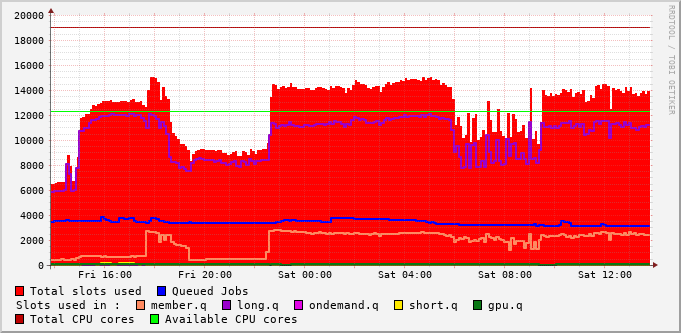 20000
18000
16000
14000
12000
10000
8000
6000
4000
2000
0
Fri 16:00 Fri 20:00 Sat 00:00 Sat 04:00 Sat 08:00 Sat 12:00
Total slots used Queued Jobs
Slots used in : member.q long.q ondemand.q short.q gpu.q
Total CPU cores Available CPU cores
RRDTOOL / TOBI OETIKER